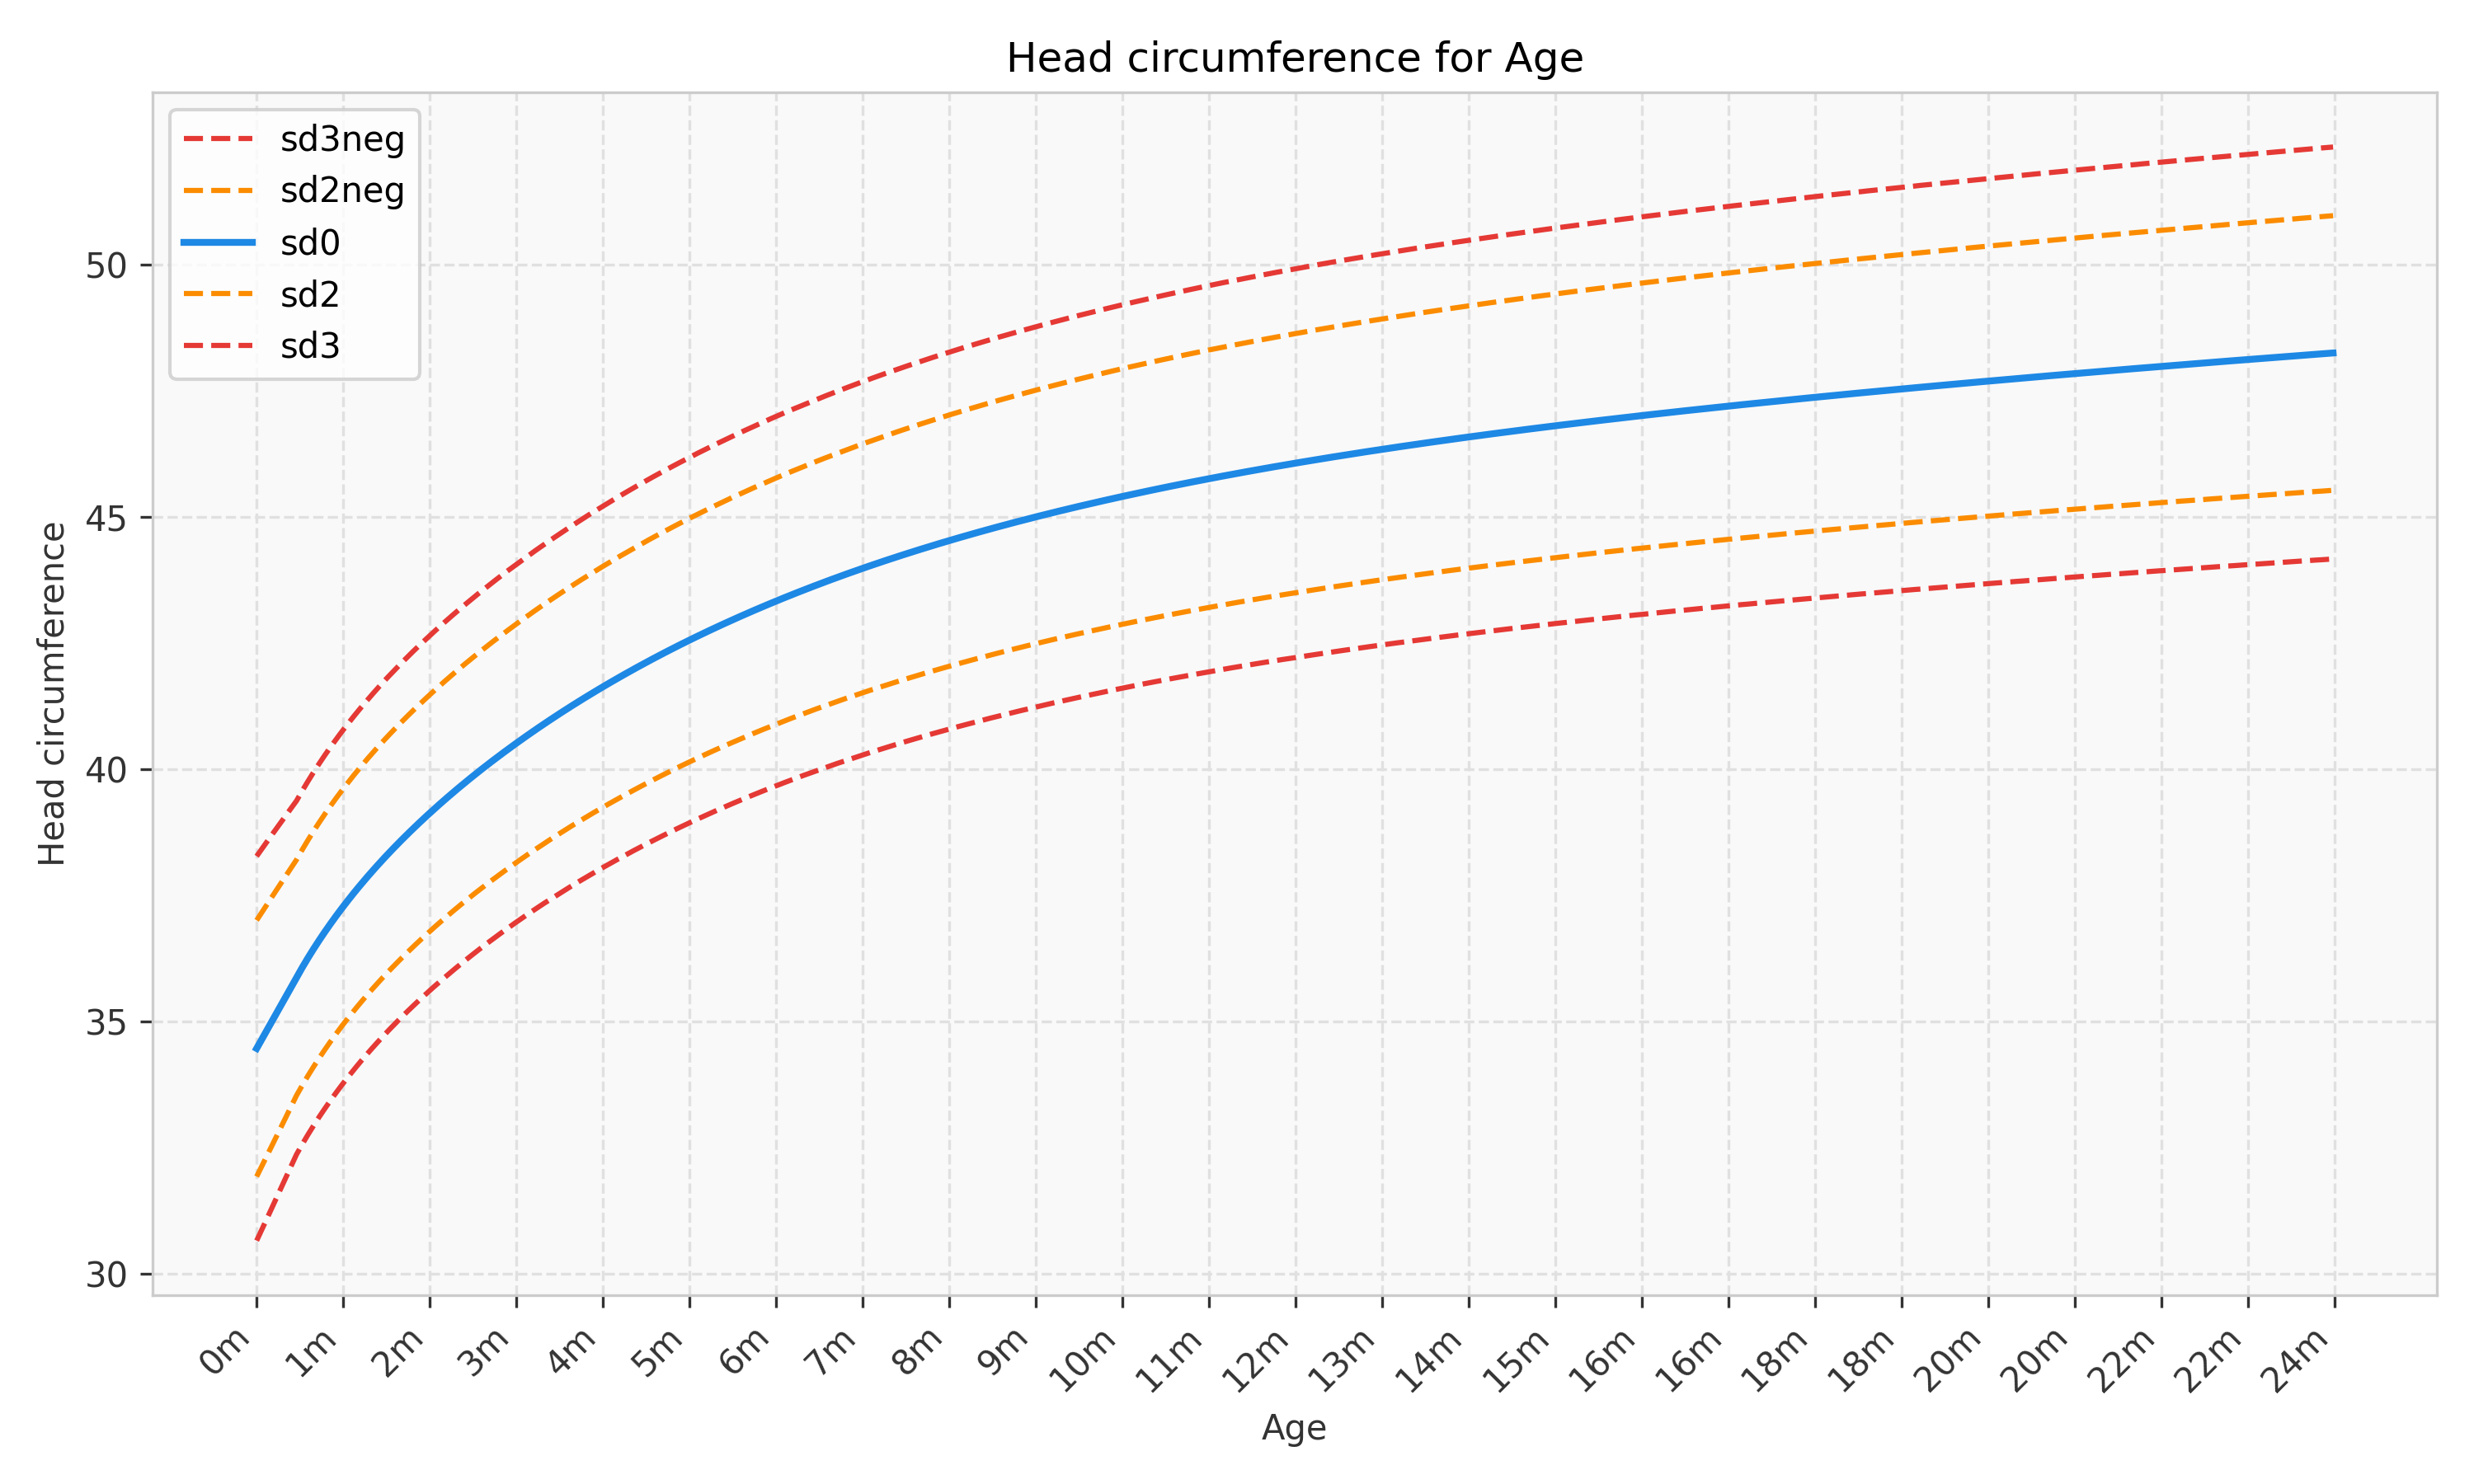 Head circumference for Age
sd3neg
sd2neg
sd0
sd2
sd3
50
45
40
35
30
Head circumference
0m 1m 2m 3m 4m 5m 6m 7m 8m 9m 10m 11m 12m 13m 14m 15m 16m 16m 18m 18m 20m 20m 22m 22m 24m
Age